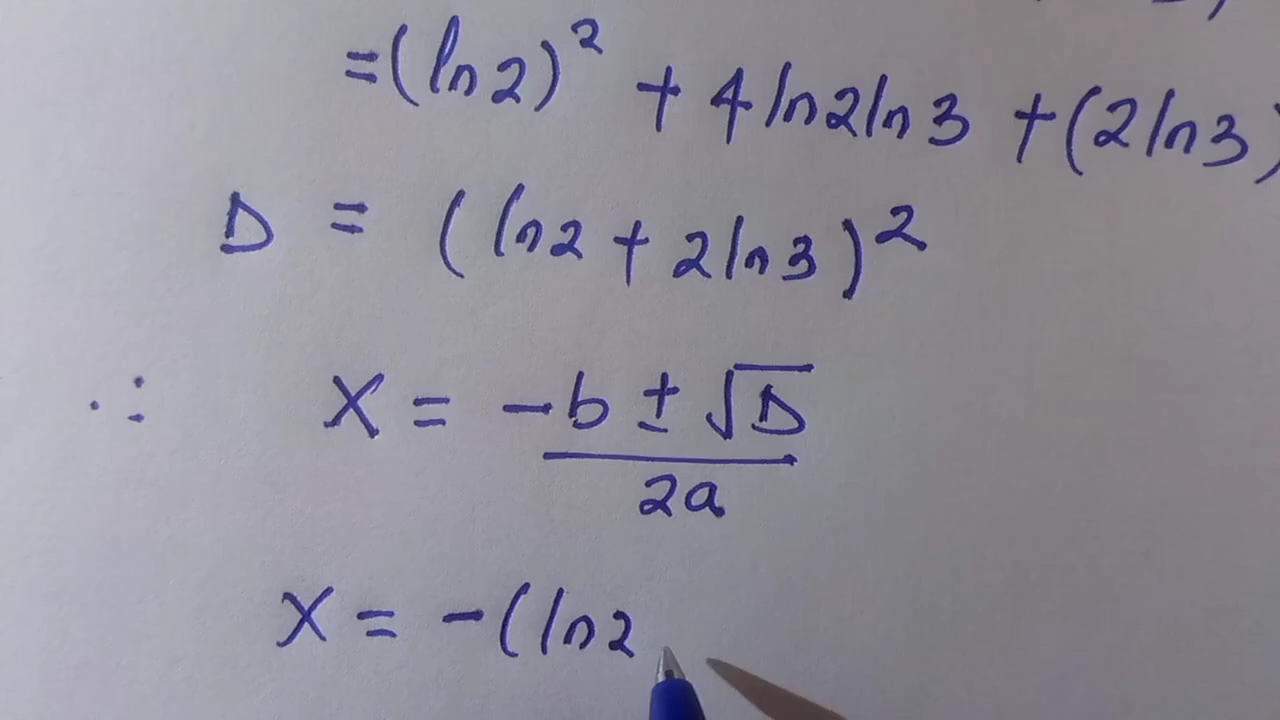 =(ln2)² + 4ln2ln3 + (2ln3)
D = (ln2 + 2ln3)²
∴ X = -b ± √D
2a
X = -(ln2